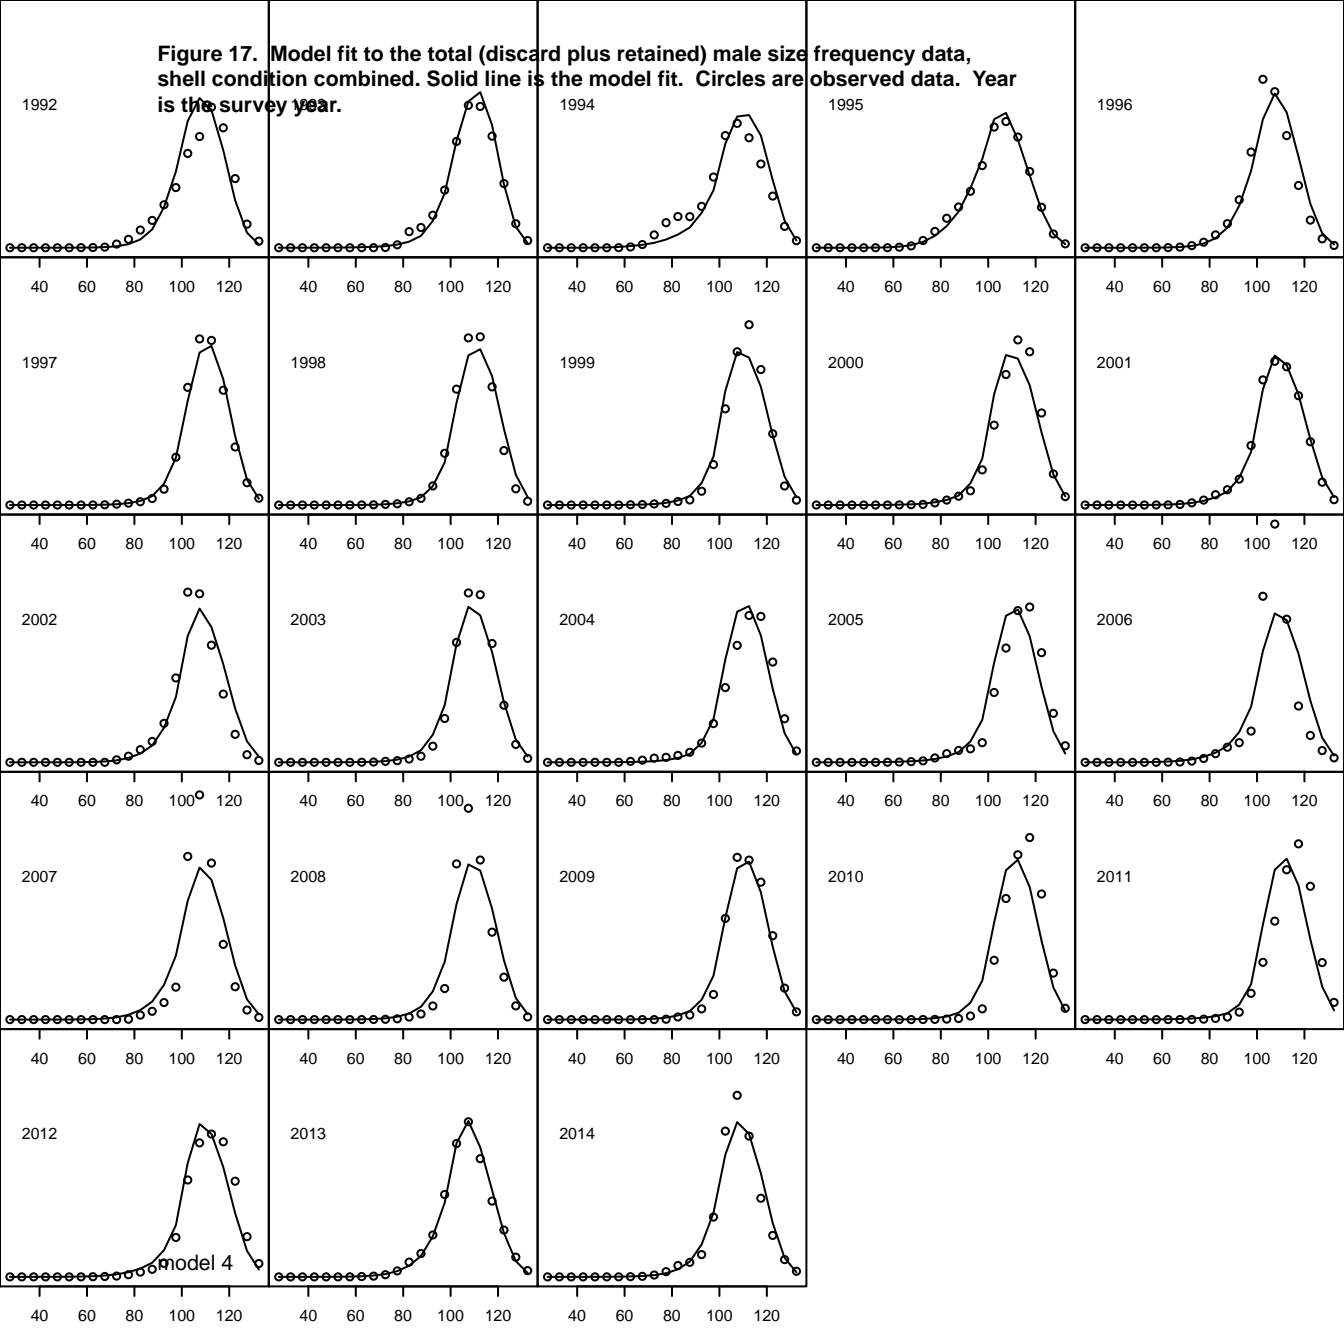 Figure 17. Model fit to the total (discard plus retained) male size frequency data,
shell condition combined. Solid line is the model fit. Circles are observed data. Year
is the survey year.
1992 1993 1994 1995 1996
40 60 80 100 120 40 60 80 100 120 40 60 80 100 120 40 60 80 100 120 40 60 80 100 120
1997 1998 1999 2000 2001
40 60 80 100 120 40 60 80 100 120 40 60 80 100 120 40 60 80 100 120 40 60 80 100 120
2002 2003 2004 2005 2006
40 60 80 100 120 40 60 80 100 120 40 60 80 100 120 40 60 80 100 120 40 60 80 100 120
2007 2008 2009 2010 2011
40 60 80 100 120 40 60 80 100 120 40 60 80 100 120 40 60 80 100 120 40 60 80 100 120
2012 2013 2014
model 4
40 60 80 100 120 40 60 80 100 120 40 60 80 100 120